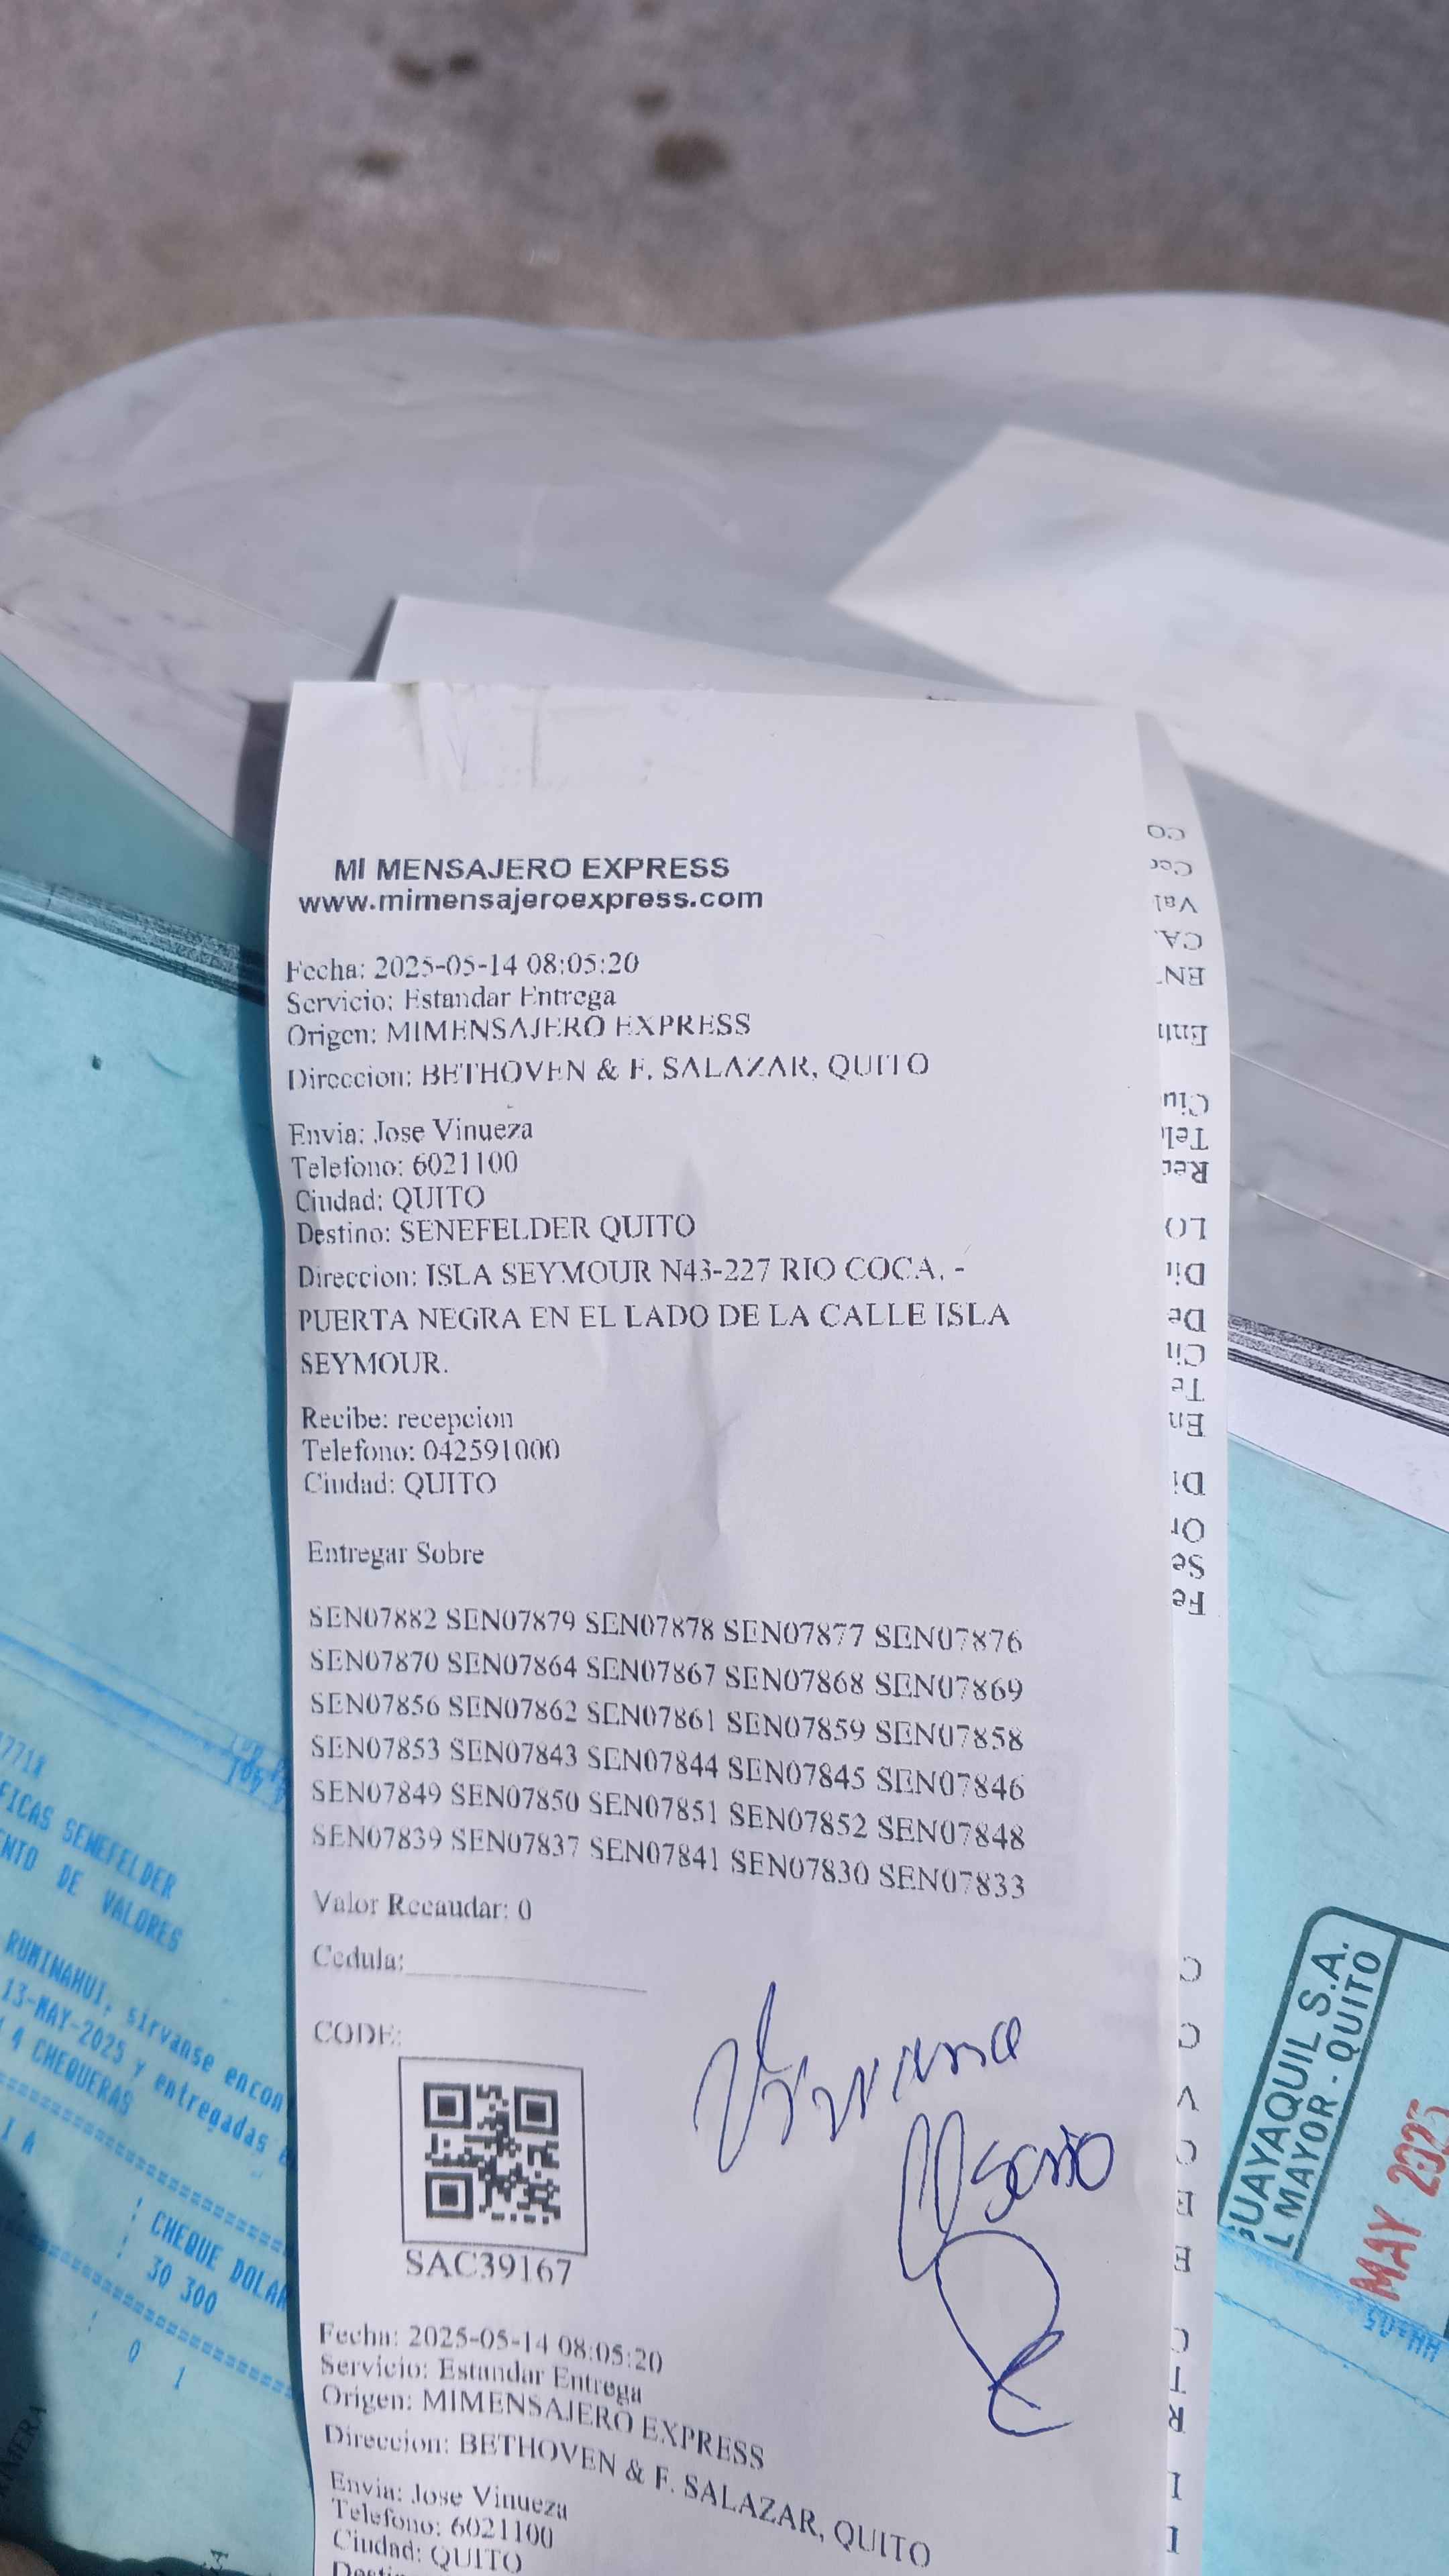 MI MENSAJERO EXPRESS
www.mimensajeroexpress.com
Fecha: 2025-05-14 08:05:20
Servicio: Estandar Entrega
Origen: MIMENSAJERO EXPRESS
Direccion: BETHOVEN & F. SALAZAR, QUITO
Envia: Jose Vinueza
Telefono: 6021100
Ciudad: QUITO
Destino: SENEFELDER QUITO
Direccion: ISLA SEYMOUR N43-227 RIO COCA, -
PUERTA NEGRA EN EL LADO DE LA CALLE ISLA
SEYMOUR.
Recibe: recepcion
Telefono: 042591000
Ciudad: QUITO
Entregar Sobre
SEN07882 SEN07879 SEN07878 SEN07877 SEN07876
SEN07870 SEN07864 SEN07867 SEN07868 SEN07869
SEN07856 SEN07862 SEN07861 SEN07859 SEN07858
SEN07853 SEN07843 SEN07844 SEN07845 SEN07846
SEN07849 SEN07850 SEN07851 SEN07852 SEN07848
SEN07839 SEN07837 SEN07841 SEN07830 SEN07833
Valor Recaudar: 0
Cedula:
CODE:
SAC39167
Fecha: 2025-05-14 08:05:20
Servicio: Estandar Entrega
Origen: MIMENSAJERO EXPRESS
Direccion: BETHOVEN & F. SALAZAR, QUITO
Envia: Jose Vinueza
Telefono: 6021100
Ciudad: QUITO
Viviana
FICAS SENEFELDER
NTO DE VALORES
RUMINAHUI, sirvanse encon
13-MAY-2025 y entregadas
4 CHEQUERAS
1 A
: CHEQUE DOLAR
: 30 300
: 0 1
GUAYAQUIL S.A.
L MAYOR - QUITO
MAY 2025